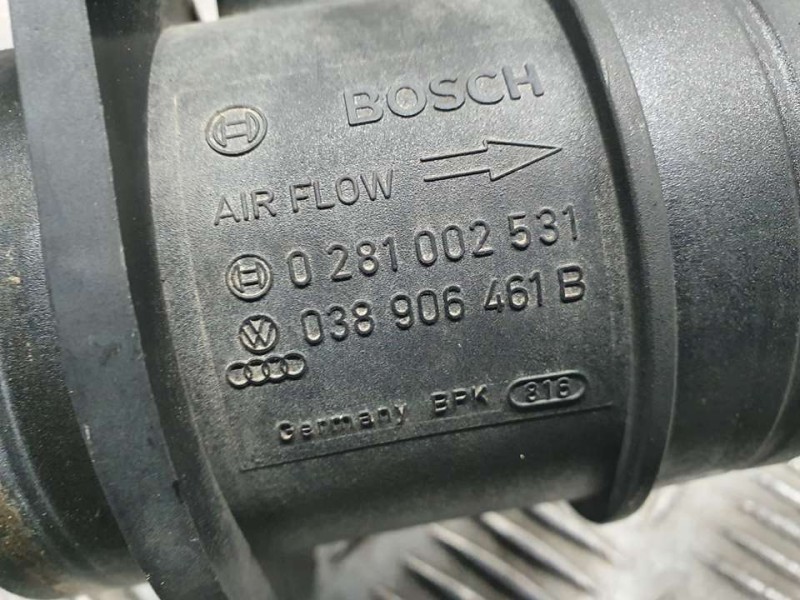 BOSCH
AIR FLOW
0 281 002 531
038 906 461 B
Germany BPK 816